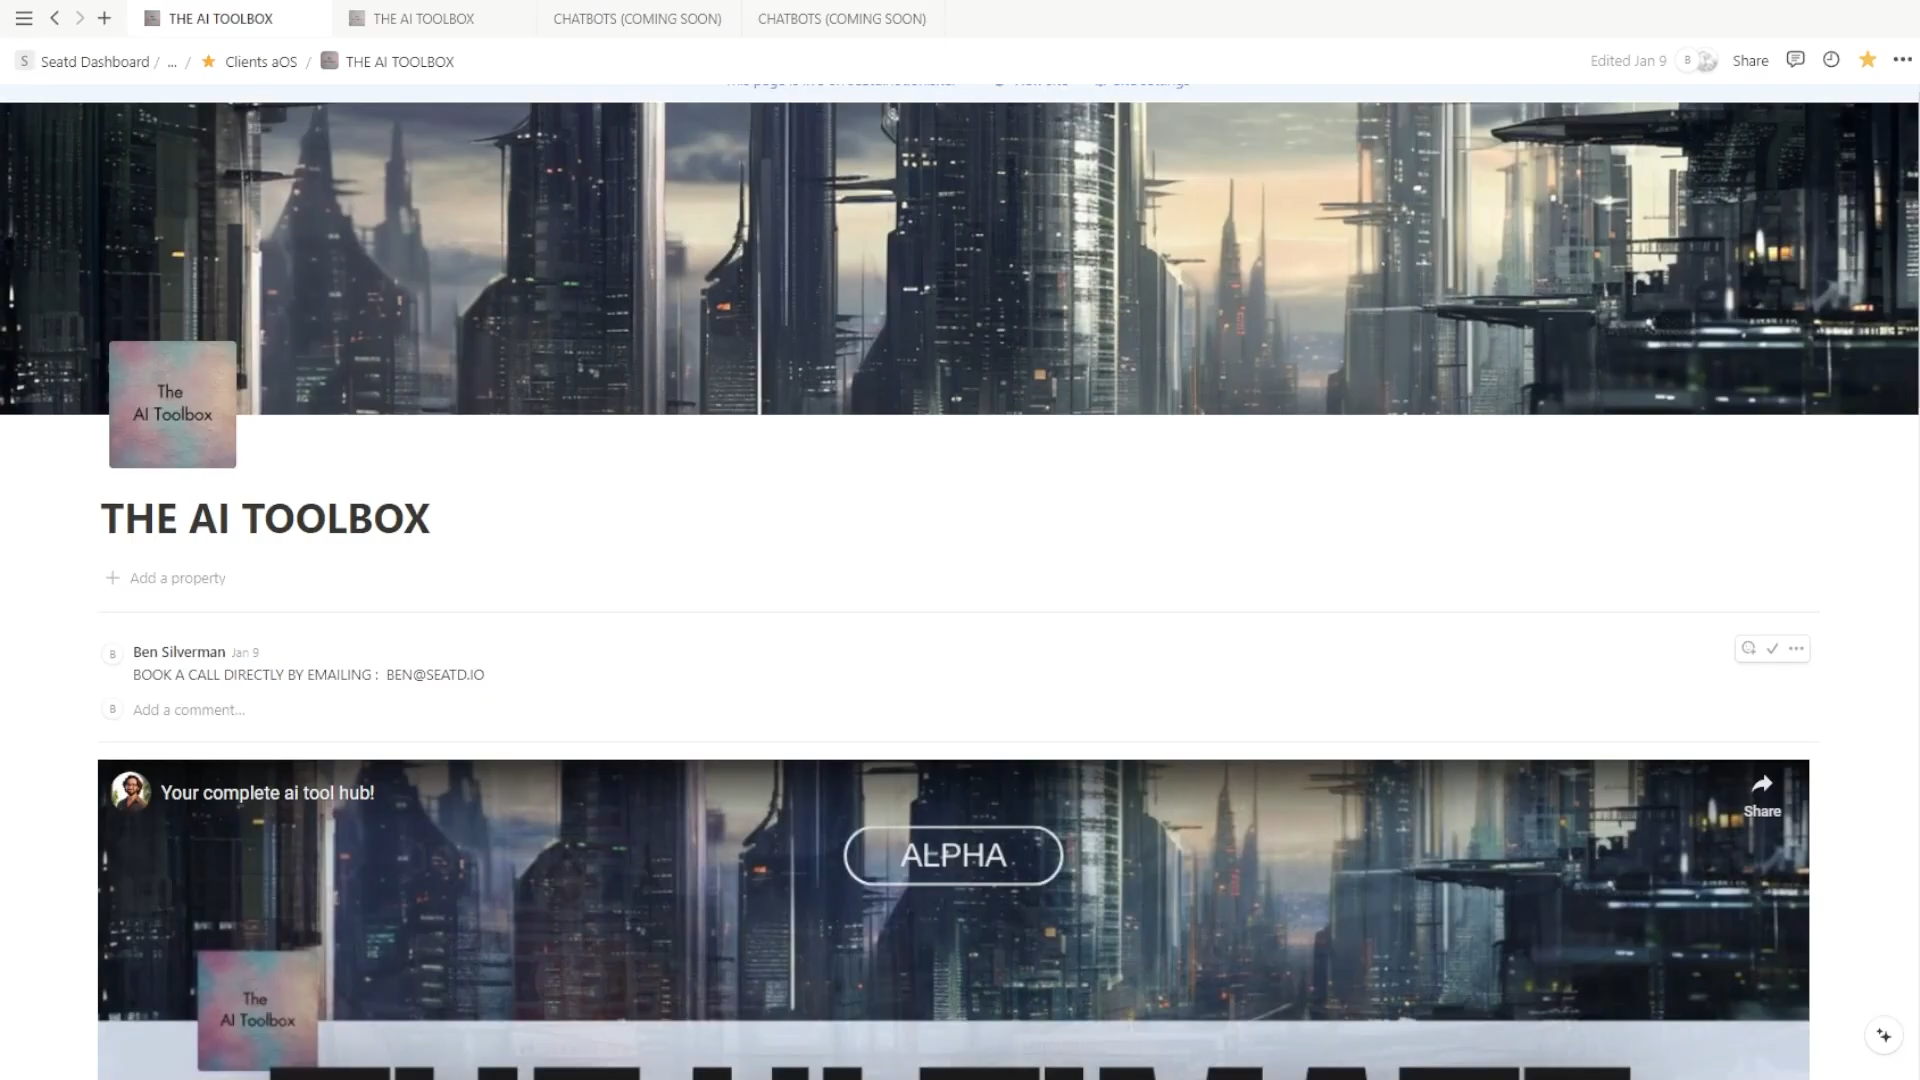 THE AI TOOLBOX
THE AI TOOLBOX
CHATBOTS (COMING SOON)
CHATBOTS (COMING SOON)
S Seatd Dashboard / ... / Clients aOS / THE AI TOOLBOX
Edited Jan 9
B
Share
The
AI Toolbox
THE AI TOOLBOX
Add a property
B Ben Silverman Jan 9
BOOK A CALL DIRECTLY BY EMAILING : BEN@SEATD.IO
B Add a comment...
Your complete ai tool hub!
Share
ALPHA
The
AI Toolbox